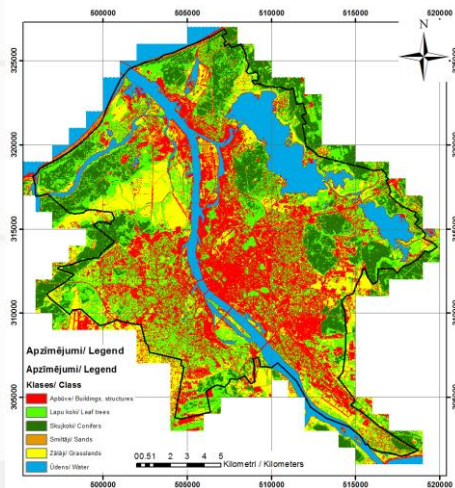 500000 505000 510000 515000 520000
N
325000
320000
320000
315000
315000
310000
305000
Apzīmējumi/ Legend
Apzīmējumi/ Legend
Klases/ Class
Apbūve/ Buildings, structures
Lapu koki/ Leaf trees
Skujkoki/ Conifers
Smiltāji/ Sands
Zālāji/ Grasslands
Ūdens/ Water
0 0.5 1 2 3 4 5
Kilometri / Kilometers
500000 505000 510000 515000 520000